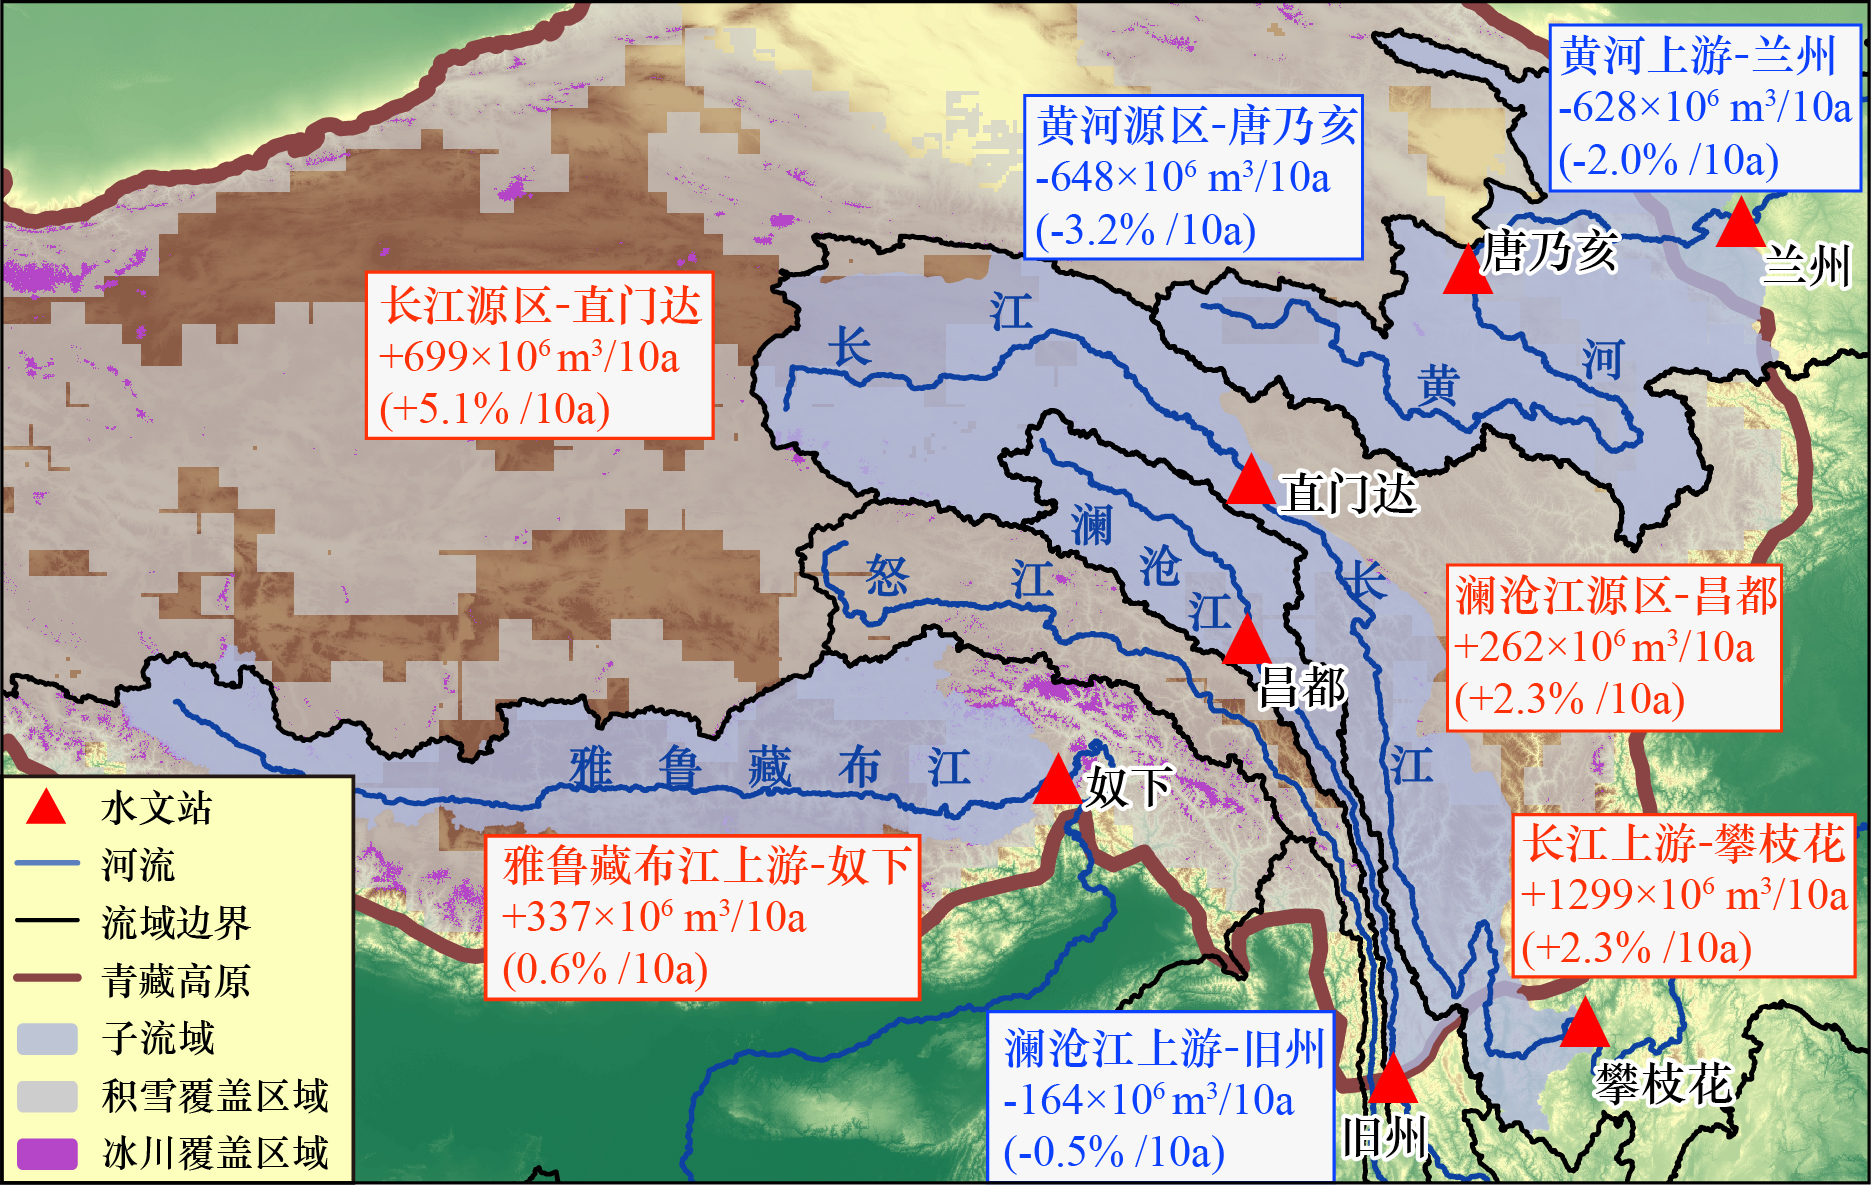 黄河上游-兰州
-628×10⁶ m³/10a
(-2.0% /10a)
黄河源区-唐乃亥
-648×10⁶ m³/10a
(-3.2% /10a)
唐乃亥
兰州
长江源区-直门达
+699×10⁶ m³/10a
(+5.1% /10a)
长 江
黄 河
直门达
澜 沧 江
怒 江
长 江
昌都
澜沧江源区-昌都
+262×10⁶ m³/10a
(+2.3% /10a)
雅 鲁 藏 布 江
奴下
雅鲁藏布江上游-奴下
+337×10⁶ m³/10a
(0.6% /10a)
长江上游-攀枝花
+1299×10⁶ m³/10a
(+2.3% /10a)
澜沧江上游-旧州
-164×10⁶ m³/10a
(-0.5% /10a)
攀枝花
旧州
水文站
河流
流域边界
青藏高原
子流域
积雪覆盖区域
冰川覆盖区域